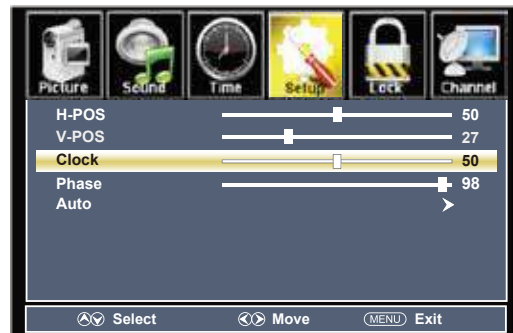 Picture Sound Time Setup Lock Channel
H-POS 50
V-POS 27
Clock 50
Phase 98
Auto
Select Move MENU Exit